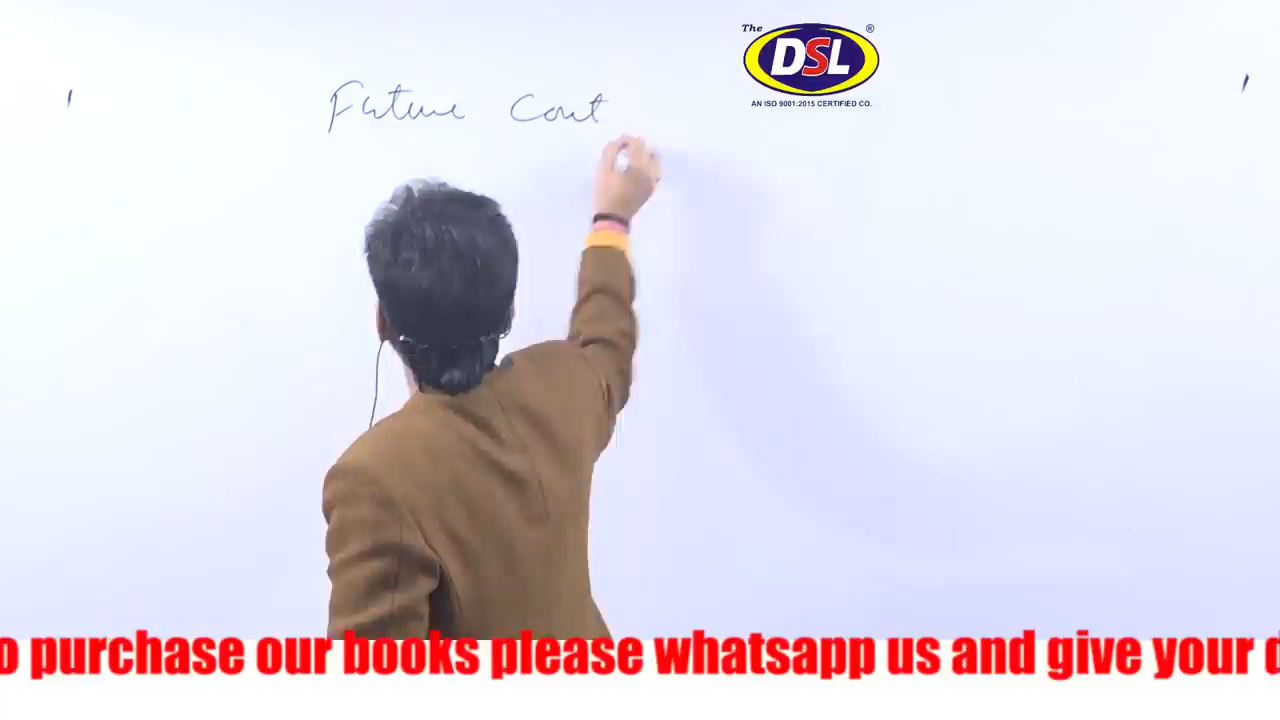 The
DSL®
AN ISO 9001:2015 CERTIFIED CO.
Future Cont
o purchase our books please whatsapp us and give your d